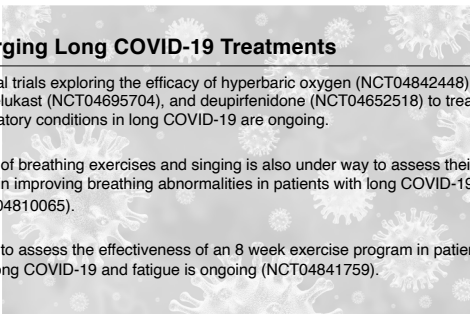 rging Long COVID-19 Treatments
al trials exploring the efficacy of hyperbaric oxygen (NCT04842448)
elukast (NCT04695704), and deupirfenidone (NCT04652518) to trea
atory conditions in long COVID-19 are ongoing.
of breathing exercises and singing is also under way to assess thei
n improving breathing abnormalities in patients with long COVID-19
04810065).
to assess the effectiveness of an 8 week exercise program in patien
ong COVID-19 and fatigue is ongoing (NCT04841759).